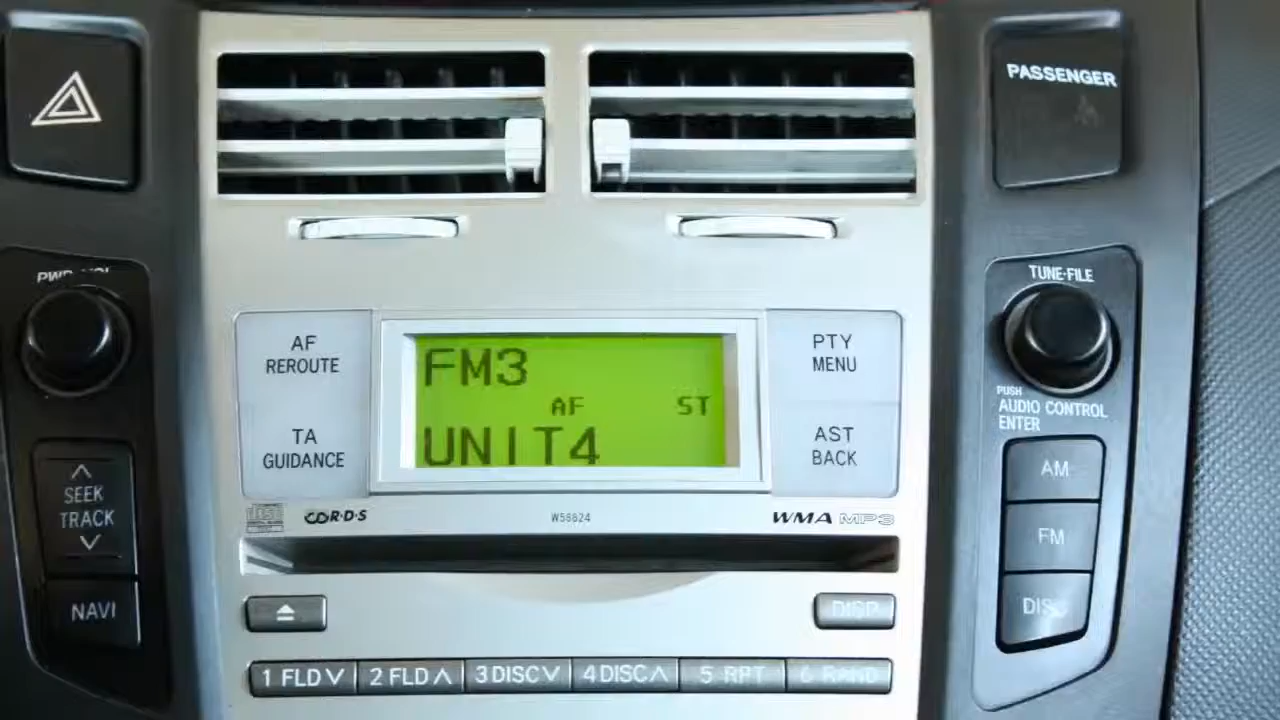 PASSENGER
PWR·VOL
TUNE·FILE
FM3
AF ST
UNIT4
AF
REROUTE
TA
GUIDANCE
PTY
MENU
AST
BACK
PUSH
AUDIO CONTROL
ENTER
SEEK
TRACK
NAVI
AM
FM
DISC
R·D·S
W58824
WMA MP3
DISP
1 FLD∨ 2 FLD∧ 3 DISC∨ 4 DISC∧ 5 RPT 6 RAND